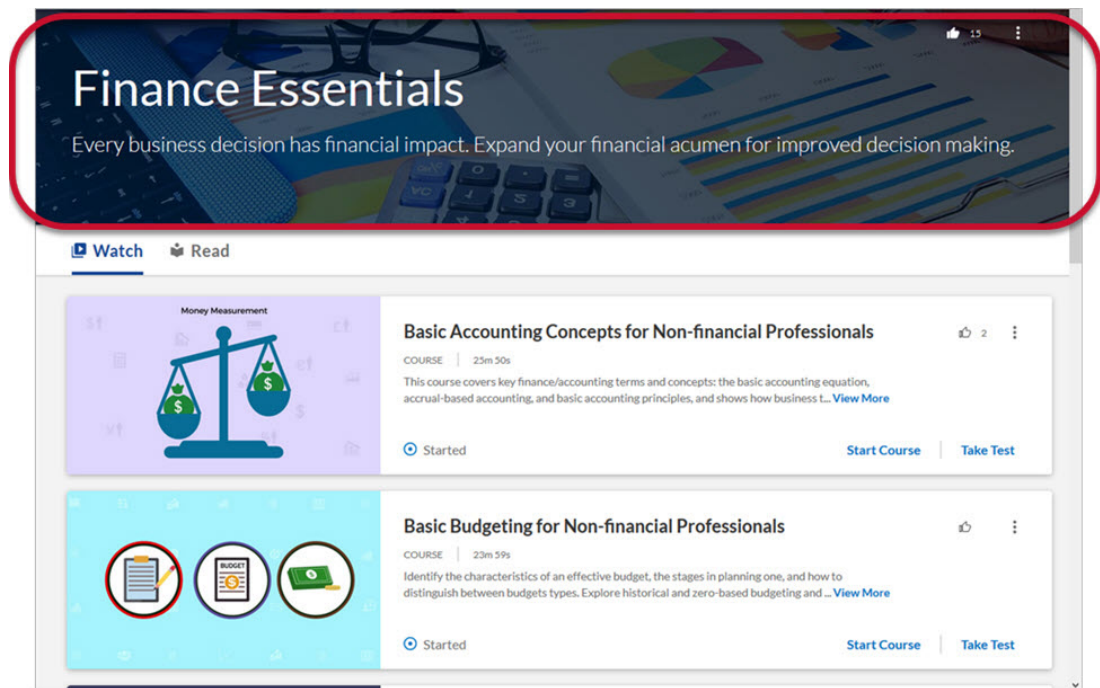 15
Finance Essentials
Every business decision has financial impact. Expand your financial acumen for improved decision making.
Watch
Read
Money Measurement
Basic Accounting Concepts for Non-financial Professionals
2
COURSE | 25m 50s
This course covers key finance/accounting terms and concepts: the basic accounting equation,
accrual-based accounting, and basic accounting principles, and shows how business t... View More
Started
Start Course | Take Test
BUDGET
Basic Budgeting for Non-financial Professionals
COURSE | 23m 59s
Identify the characteristics of an effective budget, the stages in planning one, and how to
distinguish between budgets types. Explore historical and zero-based budgeting and ... View More
Started
Start Course | Take Test